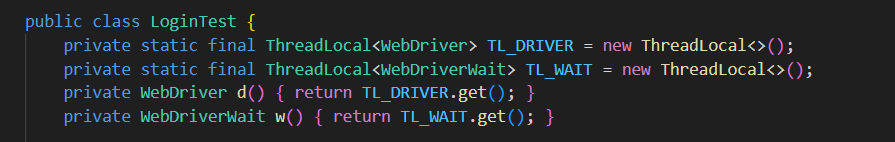 public class LoginTest {
    private static final ThreadLocal<WebDriver> TL_DRIVER = new ThreadLocal<>();
    private static final ThreadLocal<WebDriverWait> TL_WAIT = new ThreadLocal<>();
    private WebDriver d() { return TL_DRIVER.get(); }
    private WebDriverWait w() { return TL_WAIT.get(); }